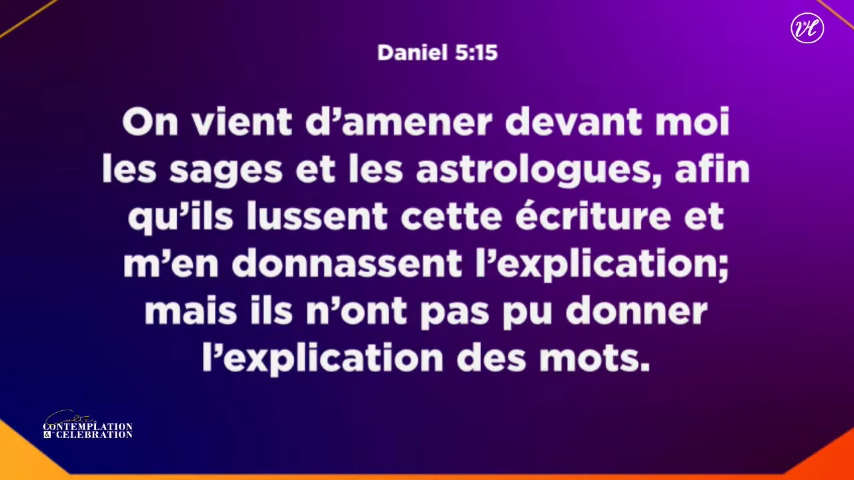 Daniel 5:15
On vient d’amener devant moi
les sages et les astrologues, afin
qu’ils lussent cette écriture et
m’en donnassent l’explication;
mais ils n’ont pas pu donner
l’explication des mots.
Culte
CONTEMPLATION
& CELEBRATION